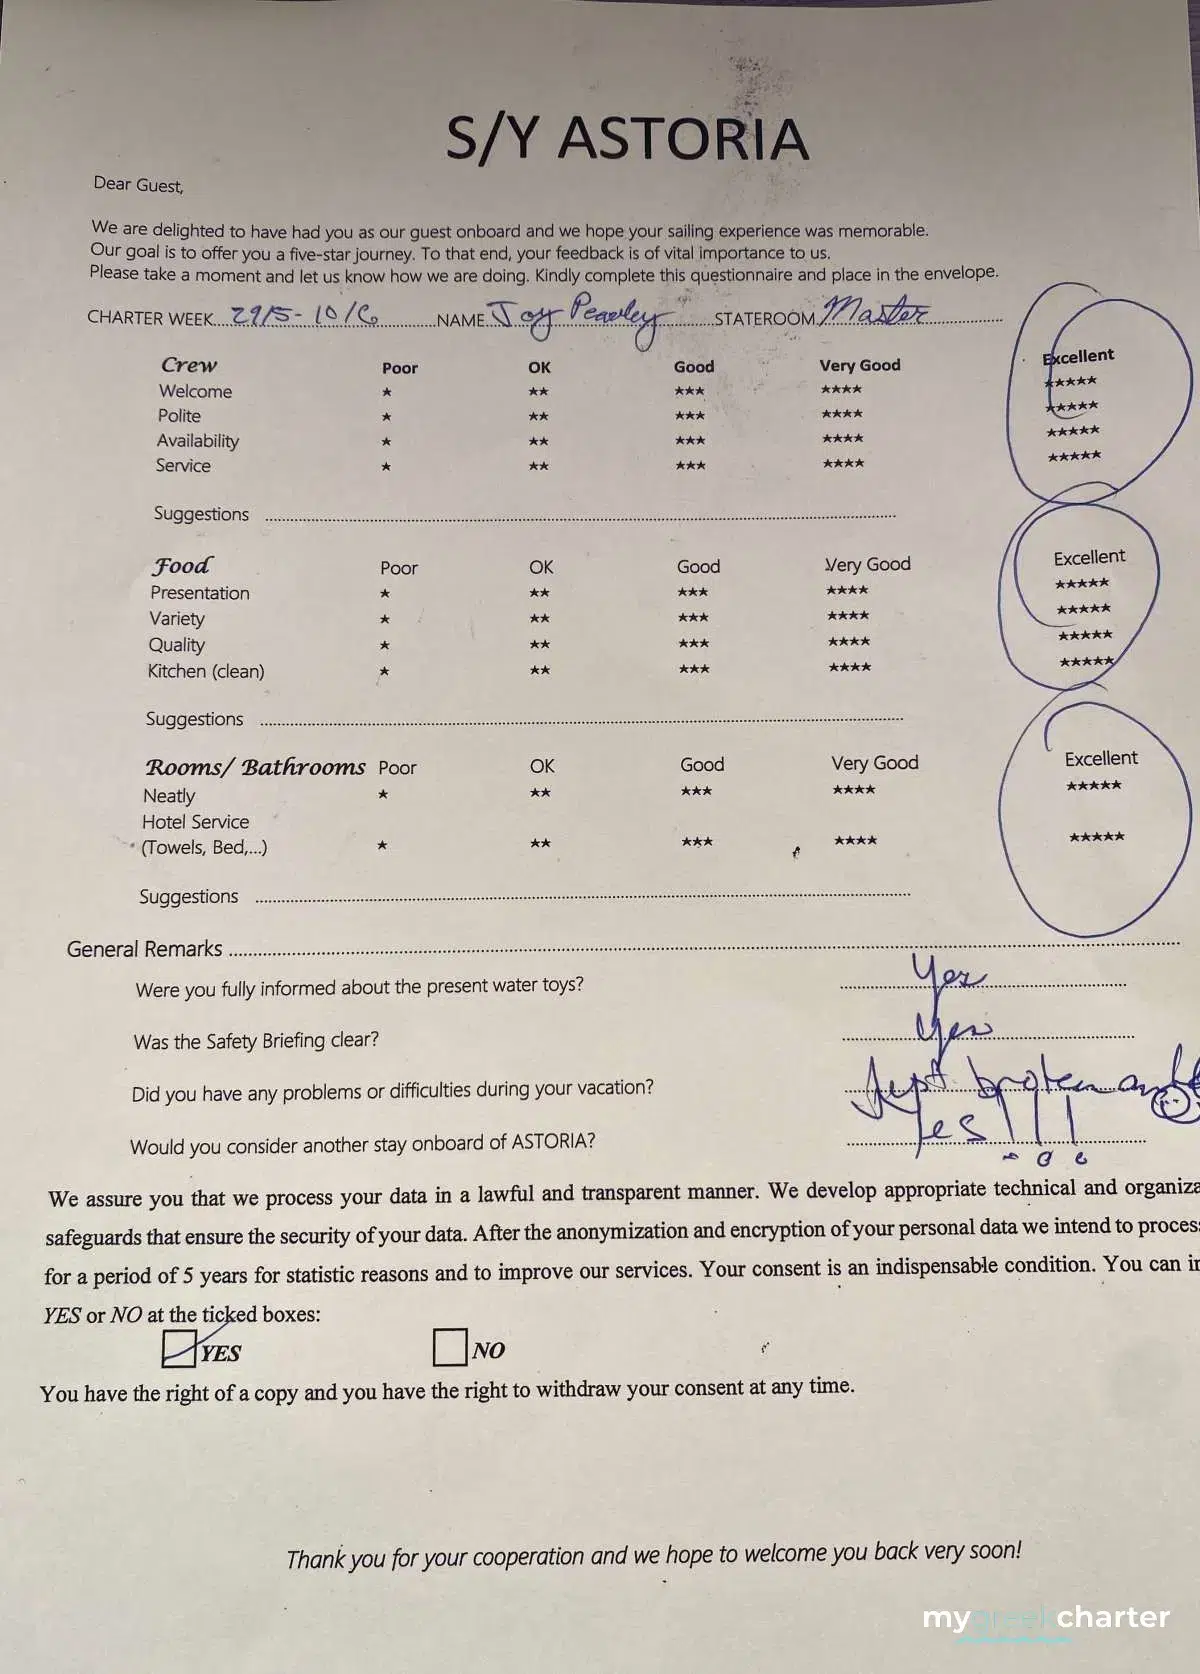 S/Y ASTORIA
Dear Guest,
We are delighted to have had you as our guest onboard and we hope your sailing experience was memorable.
Our goal is to offer you a five-star journey. To that end, your feedback is of vital importance to us.
Please take a moment and let us know how we are doing. Kindly complete this questionnaire and place in the envelope.
CHARTER WEEK....29/5-10/6..............NAME.Joy Pearley............STATEROOM.Master..................
Crew Poor OK Good Very Good Excellent
Welcome ★ ★★ ★★★ ★★★★ ★★★★★
Polite ★ ★★ ★★★ ★★★★ ★★★★★
Availability ★ ★★ ★★★ ★★★★ ★★★★★
Service ★ ★★ ★★★ ★★★★ ★★★★★
Suggestions ................................................
Food Poor OK Good Very Good Excellent
Presentation ★ ★★ ★★★ ★★★★ ★★★★★
Variety ★ ★★ ★★★ ★★★★ ★★★★★
Quality ★ ★★ ★★★ ★★★★ ★★★★★
Kitchen (clean) ★ ★★ ★★★ ★★★★ ★★★★★
Suggestions ................................................
Rooms/ Bathrooms Poor OK Good Very Good Excellent
Neatly ★ ★★ ★★★ ★★★★ ★★★★★
Hotel Service
(Towels, Bed,...) ★ ★★ ★★★ ★★★★ ★★★★★
Suggestions ................................................
General Remarks ................................................
Were you fully informed about the present water toys? Yes
Was the Safety Briefing clear? Yes
Did you have any problems or difficulties during your vacation? Just broken
Would you consider another stay onboard of ASTORIA? Yes !!!
We assure you that we process your data in a lawful and transparent manner. We develop appropriate technical and organiza
safeguards that ensure the security of your data. After the anonymization and encryption of your personal data we intend to proces
for a period of 5 years for statistic reasons and to improve our services. Your consent is an indispensable condition. You can in
YES or NO at the ticked boxes:
YES NO
You have the right of a copy and you have the right to withdraw your consent at any time.
Thank you for your cooperation and we hope to welcome you back very soon!
mygreekcharter